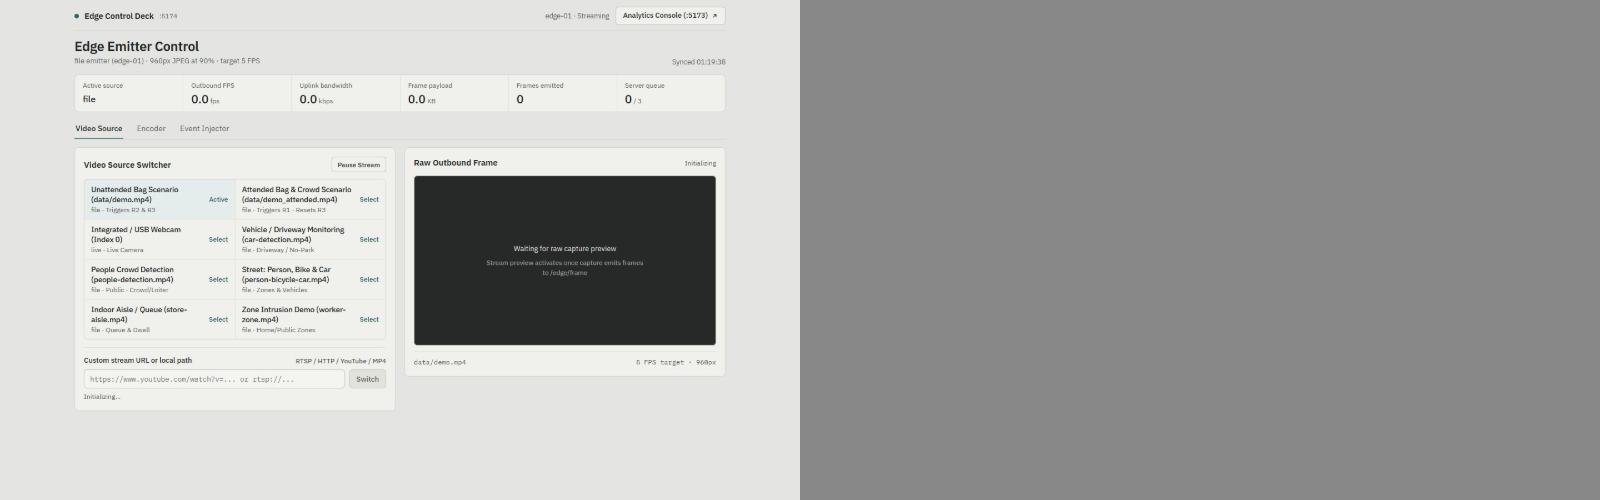 Edge Control Deck :5174
edge-01 · Streaming
Analytics Console (:5173) ↗
Edge Emitter Control
file emitter (edge-01) · 960px JPEG at 90% · target 5 FPS
Synced 01:19:38
Active source
file
Outbound FPS
0.0 fps
Uplink bandwidth
0.0 kbps
Frame payload
0.0 KB
Frames emitted
0
Server queue
0 / 3
Video Source
Encoder
Event Injector
Video Source Switcher
Pause Stream
Unattended Bag Scenario
(data/demo.mp4)
file · Triggers R2 & R3
Active
Attended Bag & Crowd Scenario
(data/demo_attended.mp4)
file · Triggers R1 · Resets R3
Select
Integrated / USB Webcam
(Index 0)
live · Live Camera
Select
Vehicle / Driveway Monitoring
(car-detection.mp4)
file · Driveway / No-Park
Select
People Crowd Detection
(people-detection.mp4)
file · Public · Crowd/Loiter
Select
Street: Person, Bike & Car
(person-bicycle-car.mp4)
file · Zones & Vehicles
Select
Indoor Aisle / Queue (store-
aisle.mp4)
file · Queue & Dwell
Select
Zone Intrusion Demo (worker-
zone.mp4)
file · Home/Public Zones
Select
Custom stream URL or local path
RTSP / HTTP / YouTube / MP4
https://www.youtube.com/watch?v=... or rtsp://...
Switch
Initializing...
Raw Outbound Frame
Initializing
Waiting for raw capture preview
Stream preview activates once capture emits frames
to /edge/frame
data/demo.mp4
5 FPS target · 960px